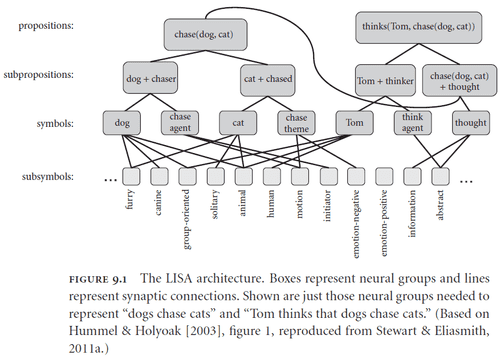 propositions:
chase(dog, cat)
thinks(Tom, chase(dog, cat))
subpropositions:
dog + chaser
cat + chased
Tom + thinker
chase(dog, cat)
+ thought
symbols:
dog
chase
agent
cat
chase
theme
Tom
think
agent
thought
subsymbols:
...
...
furry
canine
group-oriented
solitary
animal
human
motion
initiator
emotion-negative
emotion-positive
information
abstract
FIGURE 9.1 The LISA architecture. Boxes represent neural groups and lines
represent synaptic connections. Shown are just those neural groups needed to
represent “dogs chase cats” and “Tom thinks that dogs chase cats.” (Based on
Hummel & Holyoak [2003], figure 1, reproduced from Stewart & Eliasmith,
2011a.)